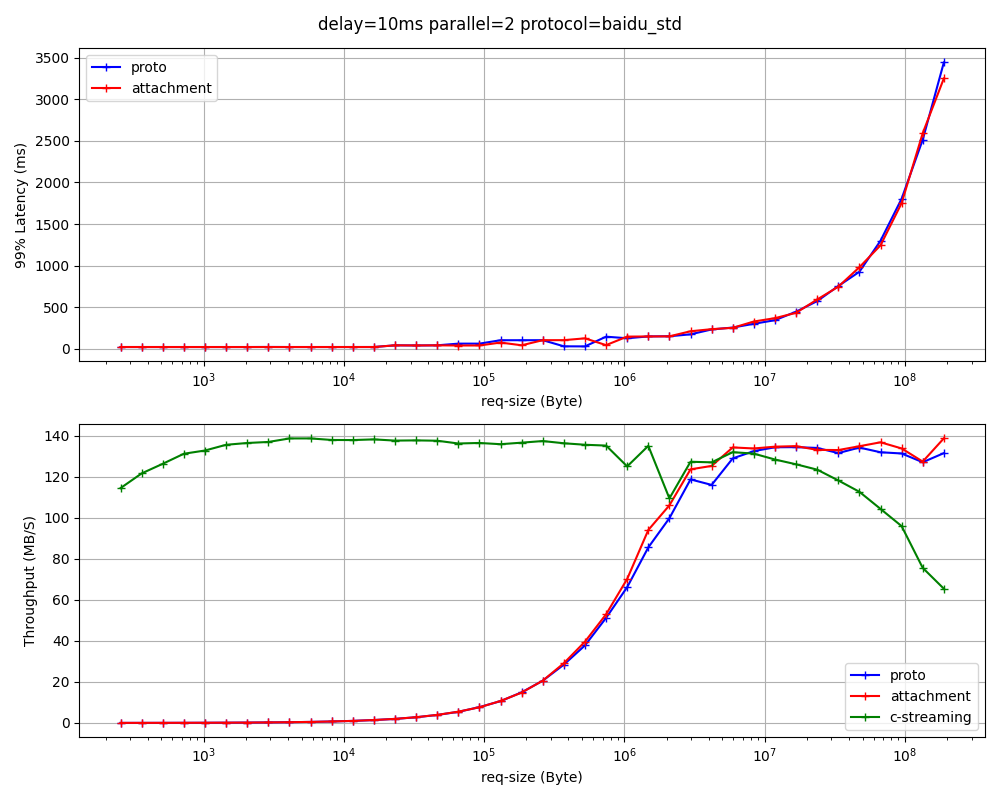 delay=10ms parallel=2 protocol=baidu_std
proto
attachment
99% Latency (ms)
3500
3000
2500
2000
1500
1000
500
0
10³ 10⁴ 10⁵ 10⁶ 10⁷ 10⁸
req-size (Byte)
Throughput (MB/S)
140
120
100
80
60
40
20
0
proto
attachment
c-streaming
10³ 10⁴ 10⁵ 10⁶ 10⁷ 10⁸
req-size (Byte)